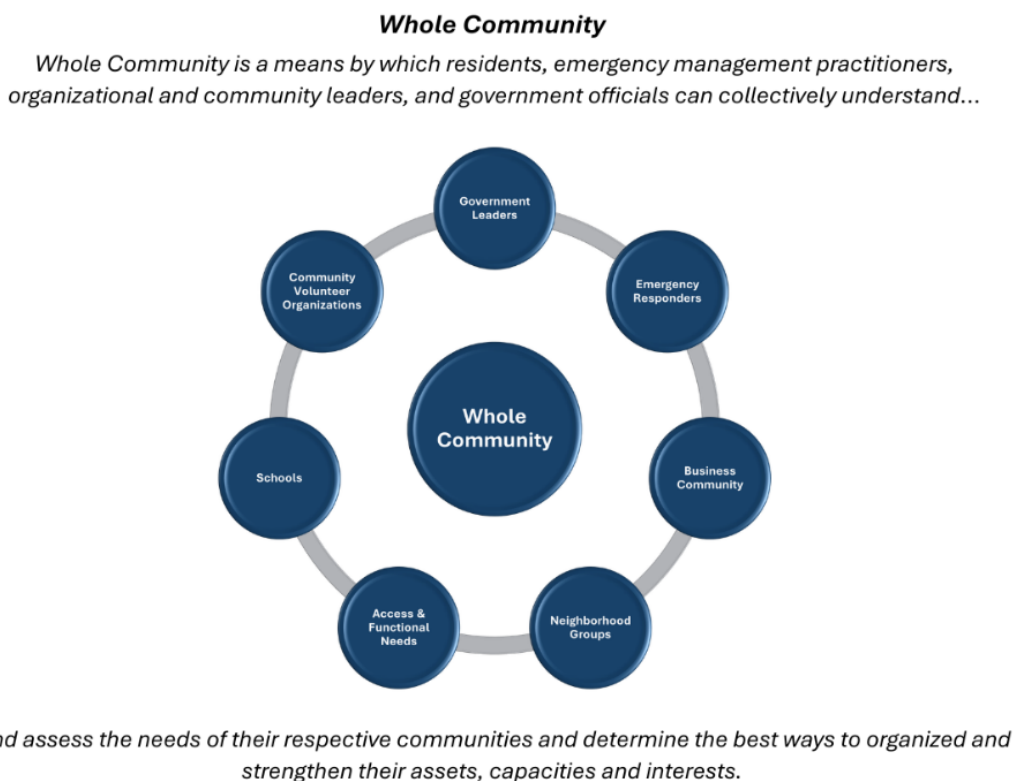 Whole Community
Whole Community is a means by which residents, emergency management practitioners,
organizational and community leaders, and government officials can collectively understand...
Government
Leaders
Emergency
Responders
Community
Volunteer
Organizations
Whole
Community
Business
Community
Schools
Neighborhood
Groups
Access &
Functional
Needs
nd assess the needs of their respective communities and determine the best ways to organized and
strengthen their assets, capacities and interests.